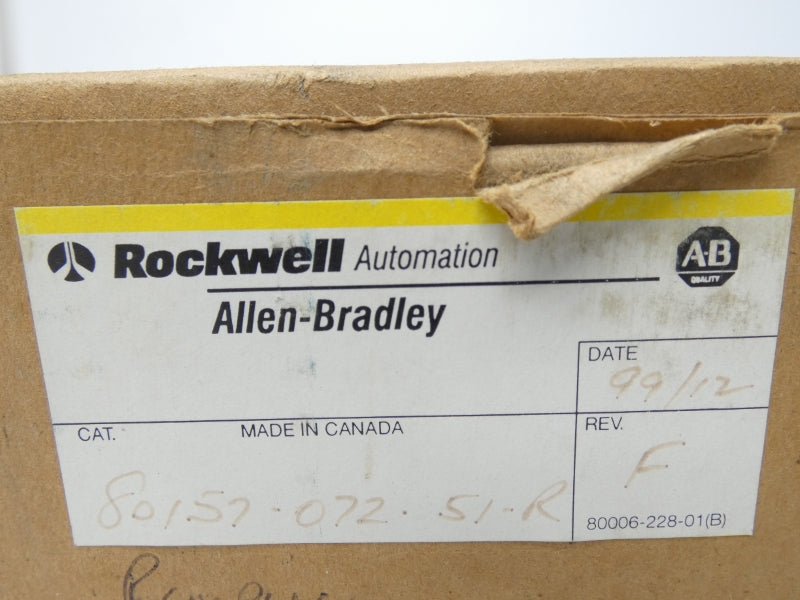 Rockwell Automation
A-B
QUALITY
Allen-Bradley
DATE
99/12
CAT.
MADE IN CANADA
REV.
F
80157-072-51-R
80006-228-01(B)